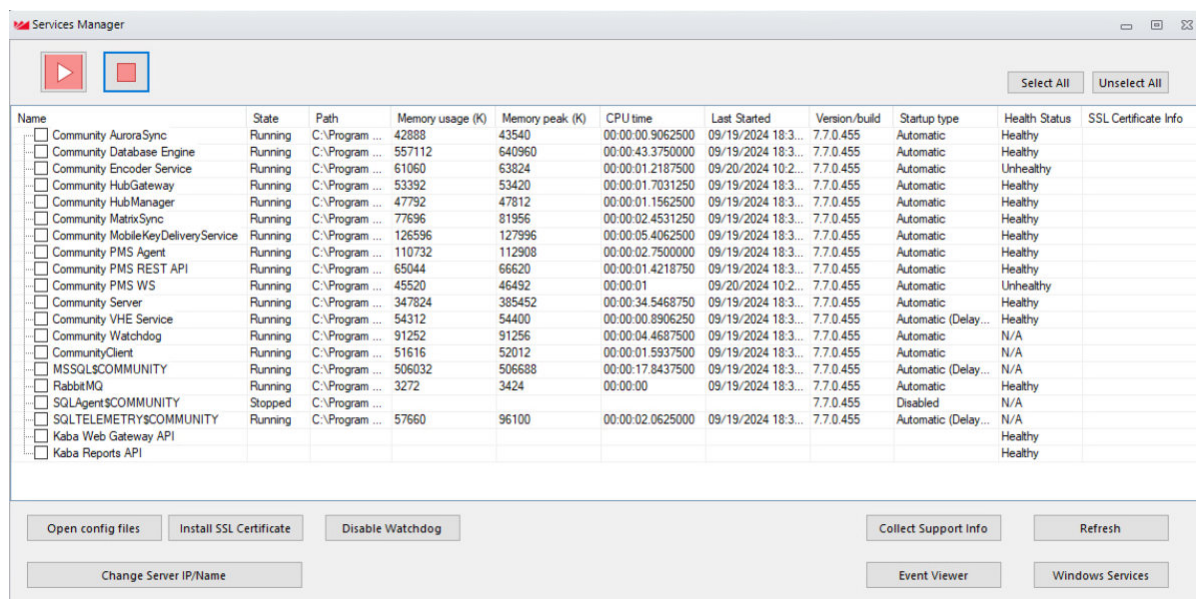 Services Manager
Select All Unselect All
Name State Path Memory usage (K) Memory peak (K) CPU time Last Started Version/build Startup type Health Status SSL Certificate Info
Community AuroraSync Running C:\Program ... 42888 43540 00:00:00.9062500 09/19/2024 18:3... 7.7.0.455 Automatic Healthy
Community Database Engine Running C:\Program ... 557112 640960 00:00:43.3750000 09/19/2024 18:3... 7.7.0.455 Automatic Healthy
Community Encoder Service Running C:\Program ... 61060 63824 00:00:01.2187500 09/20/2024 10:2... 7.7.0.455 Automatic Unhealthy
Community HubGateway Running C:\Program ... 53392 53420 00:00:01.7031250 09/19/2024 18:3... 7.7.0.455 Automatic Healthy
Community HubManager Running C:\Program ... 47792 47812 00:00:01.1562500 09/19/2024 18:3... 7.7.0.455 Automatic Healthy
Community MatrixSync Running C:\Program ... 77696 81956 00:00:02.4531250 09/19/2024 18:3... 7.7.0.455 Automatic Healthy
Community MobileKeyDeliveryService Running C:\Program ... 126596 127996 00:00:05.4062500 09/19/2024 18:3... 7.7.0.455 Automatic Healthy
Community PMS Agent Running C:\Program ... 110732 112908 00:00:02.7500000 09/19/2024 18:3... 7.7.0.455 Automatic Healthy
Community PMS REST API Running C:\Program ... 65044 66620 00:00:01.4218750 09/19/2024 18:3... 7.7.0.455 Automatic Healthy
Community PMS WS Running C:\Program ... 45520 46492 00:00:01 09/20/2024 10:2... 7.7.0.455 Automatic Unhealthy
Community Server Running C:\Program ... 347824 385452 00:00:34.5468750 09/19/2024 18:3... 7.7.0.455 Automatic Healthy
Community VHE Service Running C:\Program ... 54312 54400 00:00:00.8906250 09/19/2024 18:3... 7.7.0.455 Automatic (Delay... Healthy
Community Watchdog Running C:\Program ... 91252 91256 00:00:04.4687500 09/19/2024 18:3... 7.7.0.455 Automatic N/A
CommunityClient Running C:\Program ... 51616 52012 00:00:01.5937500 09/19/2024 18:3... 7.7.0.455 Automatic N/A
MSSQL$COMMUNITY Running C:\Program ... 506032 506688 00:00:17.8437500 09/19/2024 18:3... 7.7.0.455 Automatic (Delay... N/A
RabbitMQ Running C:\Program ... 3272 3424 00:00:00 09/19/2024 18:3... 7.7.0.455 Automatic Healthy
SQLAgent$COMMUNITY Stopped C:\Program ... 7.7.0.455 Disabled N/A
SQLTELEMETRY$COMMUNITY Running C:\Program ... 57660 96100 00:00:02.0625000 09/19/2024 18:3... 7.7.0.455 Automatic (Delay... N/A
Kaba Web Gateway API Healthy
Kaba Reports API Healthy
Open config files Install SSL Certificate Disable Watchdog Collect Support Info Refresh
Change Server IP/Name Event Viewer Windows Services